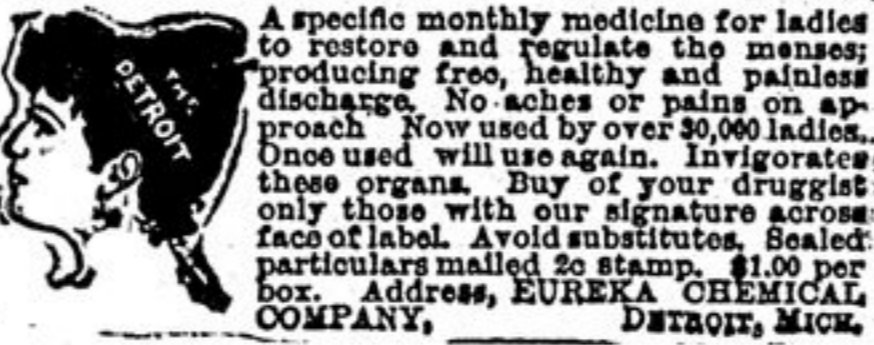 THE
DETROIT
A specific monthly medicine for ladies
to restore and regulate the menses;
producing free, healthy and painless
discharge. No aches or pains on ap-
proach Now used by over 30,000 ladies.
Once used will use again. Invigorates
these organs. Buy of your druggist
only those with our signature across
face of label. Avoid substitutes. Sealed
particulars mailed 2c stamp. $1.00 per
box. Address, EUREKA CHEMICAL
COMPANY, DETROIT, MICH.